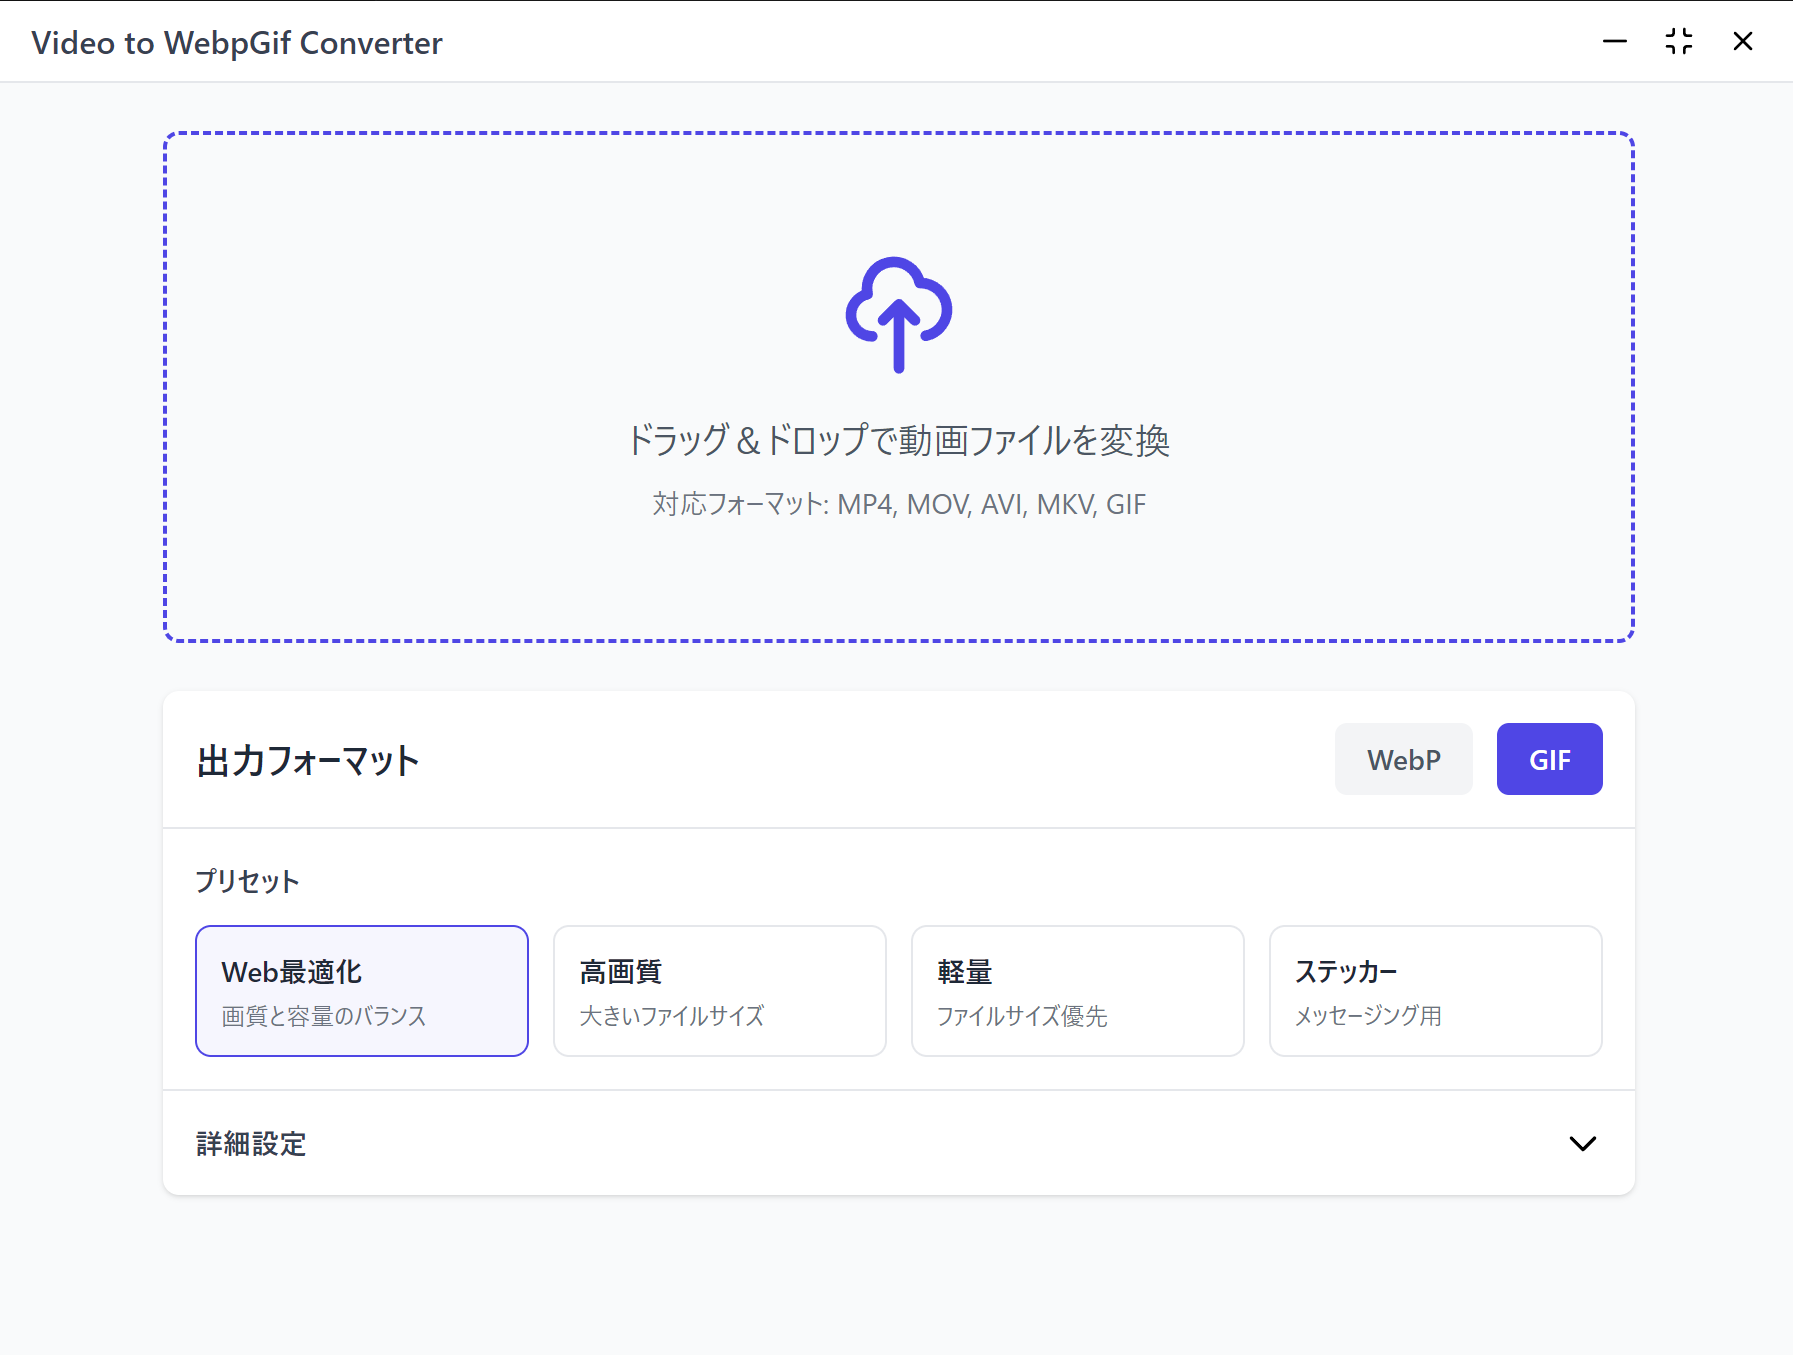 Video to WebpGif Converter
ドラッグ＆ドロップで動画ファイルを変換
対応フォーマット: MP4, MOV, AVI, MKV, GIF
出力フォーマット
WebP
GIF
プリセット
Web最適化
画質と容量のバランス
高画質
大きいファイルサイズ
軽量
ファイルサイズ優先
ステッカー
メッセージング用
詳細設定